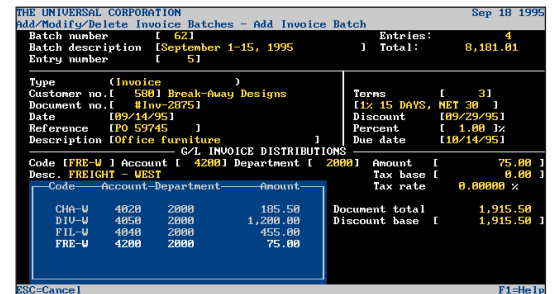 THE UNIVERSAL CORPORATION Sep 18 1995
Add/Modify/Delete Invoice Batches - Add Invoice Batch
Batch number [ 62] Entries: 4
Batch description [September 1-15, 1995 ] Total: 8,181.01
Entry number [ 5]
Type (Invoice )
Customer no.[ 580] Break-Away Designs Terms [ 3]
Document no.[ #Inv-2875] [1% 15 DAYS, NET 30 ]
Date [09/14/95] Discount [09/29/95]
Reference [PO 59745 ] Percent [ 1.00 ]%
Description [Office furniture ] Due date [10/14/95]
G/L INVOICE DISTRIBUTIONS
Code [FRE-W ] Account [ 4200] Department [ 2000] Amount [ 75.00 ]
Desc. FREIGHT - WEST Tax base [ 0.00 ]
Code Account Department Amount Tax rate 0.00000 %
CHA-W 4020 2000 185.50 Document total 1,915.50
DIV-W 4050 2000 1,200.00 Discount base [ 1,915.50 ]
FIL-W 4040 2000 455.00
FRE-W 4200 2000 75.00
ESC=Cancel F1=Help